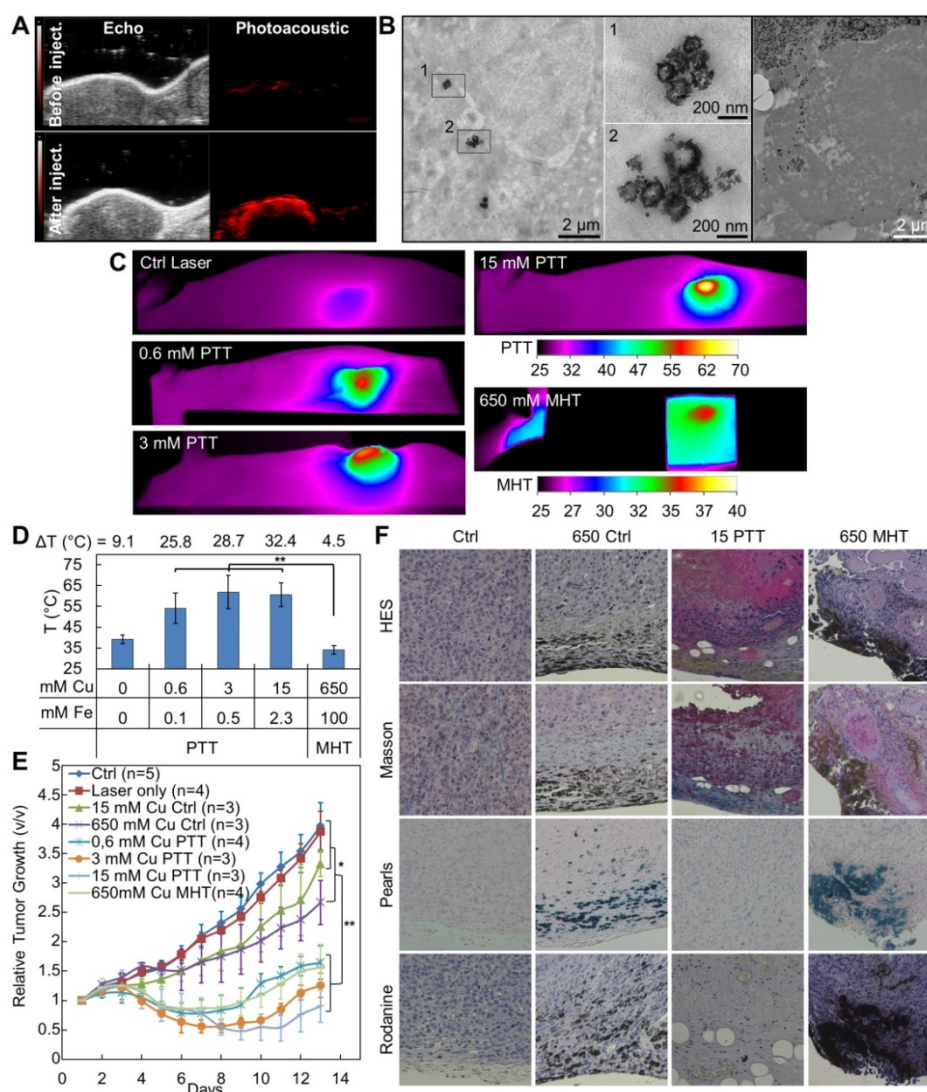 A
Echo
Photoacoustic
Before inject.
After inject.
B
1
2
2 µm
1
200 nm
2
200 nm
2 µm
C
Ctrl Laser
0.6 mM PTT
3 mM PTT
15 mM PTT
PTT
25 32 40 47 55 62 70
650 mM MHT
MHT
25 27 30 32 35 37 40
D
ΔT (°C) = 9.1 25.8 28.7 32.4 4.5
**
T (°C)
75
65
55
45
35
25
mM Cu 0 0.6 3 15 650
mM Fe 0 0.1 0.5 2.3 100
PTT MHT
E
Relative Tumor Growth (v/v)
5
4.5
4
3.5
3
2.5
2
1.5
1
0.5
0
Ctrl (n=5)
Laser only (n=4)
15 mM Cu Ctrl (n=3)
650 mM Cu Ctrl (n=3)
0,6 mM Cu PTT (n=4)
3 mM Cu PTT (n=3)
15 mM Cu PTT (n=3)
650mM Cu MHT(n=4)
*
**
0 2 4 6 8 10 12 14
Days
F
Ctrl 650 Ctrl 15 PTT 650 MHT
HES
Masson
Pearls
Rodanine